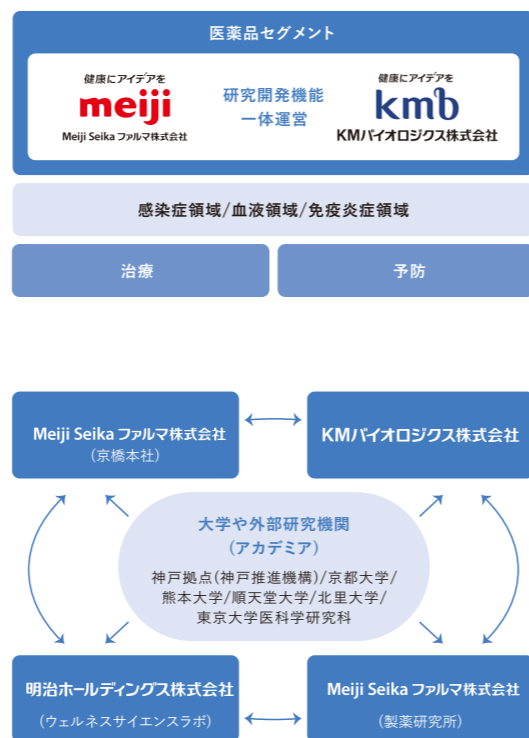 医薬品セグメント
健康にアイデアを
meiji
Meiji Seika ファルマ株式会社
研究開発機能
一体運営
健康にアイデアを
kmb
KMバイオロジクス株式会社
感染症領域/血液領域/免疫炎症領域
治療
予防
Meiji Seika ファルマ株式会社
(京橋本社)
KMバイオロジクス株式会社
大学や外部研究機関
(アカデミア)
神戸拠点(神戸推進機構)/京都大学/
熊本大学/順天堂大学/北里大学/
東京大学医科学研究科
明治ホールディングス株式会社
(ウェルネスサイエンスラボ)
Meiji Seika ファルマ株式会社
(製薬研究所)